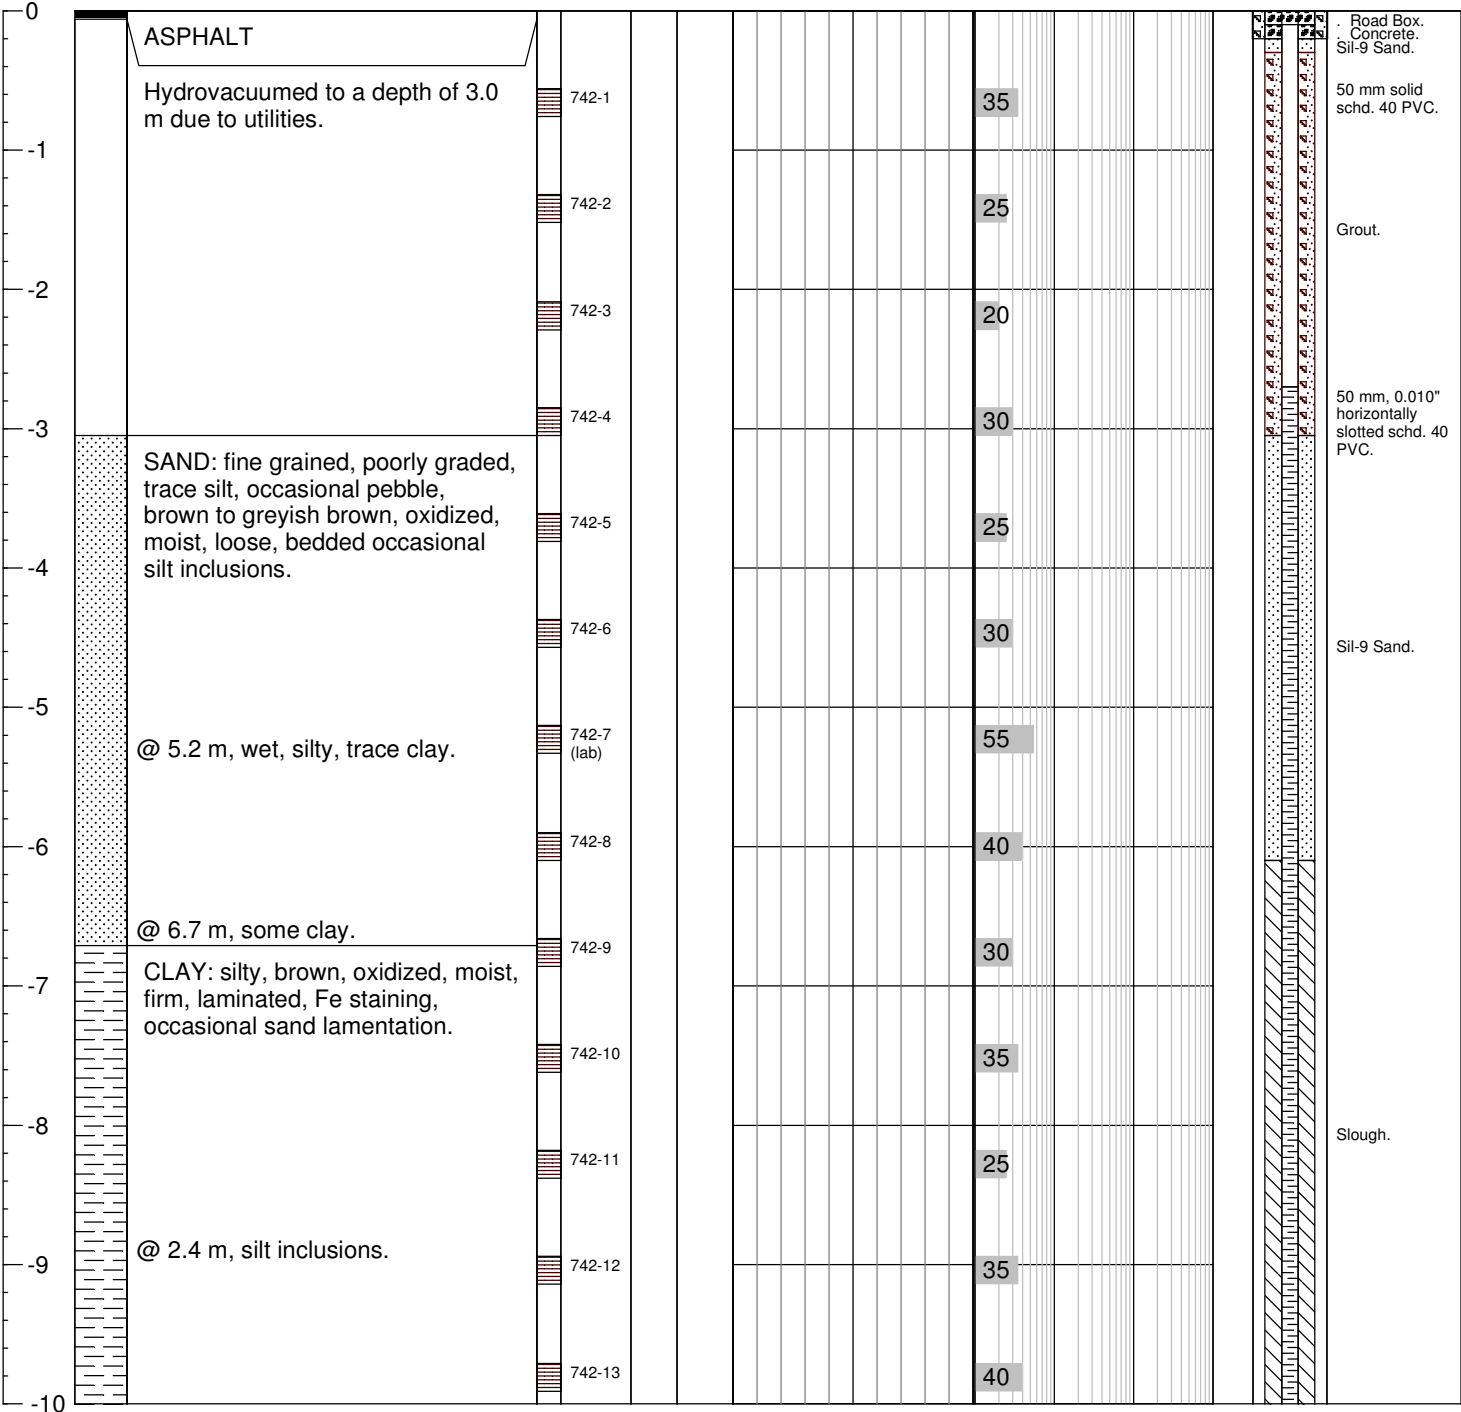 0
ASPHALT
. Road Box.
. Concrete.
Sil-9 Sand.
Hydrovacuumed to a depth of 3.0
m due to utilities.
742-1
35
50 mm solid
schd. 40 PVC.
-1
742-2
25
Grout.
-2
742-3
20
742-4
30
50 mm, 0.010"
horizontally
slotted schd. 40
PVC.
-3
SAND: fine grained, poorly graded,
trace silt, occasional pebble,
brown to greyish brown, oxidized,
moist, loose, bedded occasional
silt inclusions.
742-5
25
-4
742-6
30
Sil-9 Sand.
-5
@ 5.2 m, wet, silty, trace clay.
742-7
(lab)
55
742-8
40
-6
@ 6.7 m, some clay.
742-9
30
CLAY: silty, brown, oxidized, moist,
firm, laminated, Fe staining,
occasional sand lamentation.
-7
742-10
35
-8
Slough.
742-11
25
@ 2.4 m, silt inclusions.
742-12
35
-9
742-13
40
-10